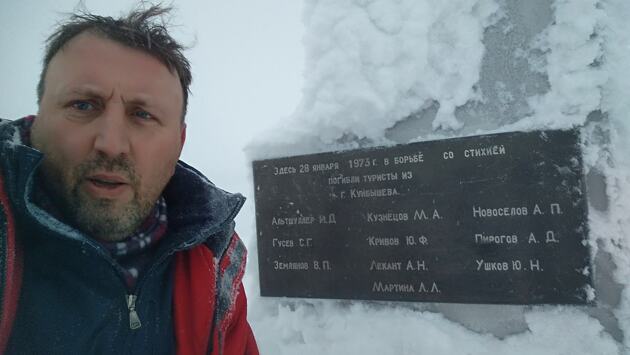 Здесь 28 января 1973 г. в борьбе со стихией
погибли туристы из
г. Куйбышева
Альтшуллер И.Д Кузнецов М. А. Новоселов А. П.
Гусев С.Г. Кривов Ю. Ф. Пирогов А. Д.
Землянов В. П. Лекант А. Н. Ушков Ю. Н.
Мартина Л. Л.